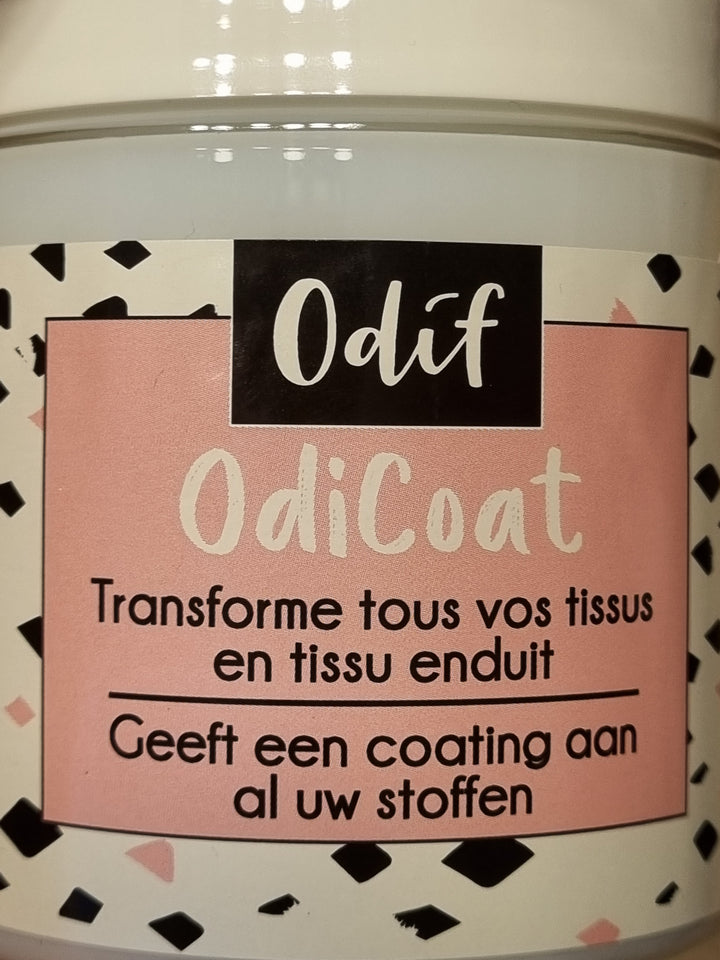 Odif
OdiCoat
Transforme tous vos tissus
en tissu enduit
Geeft een coating aan
al uw stoffen